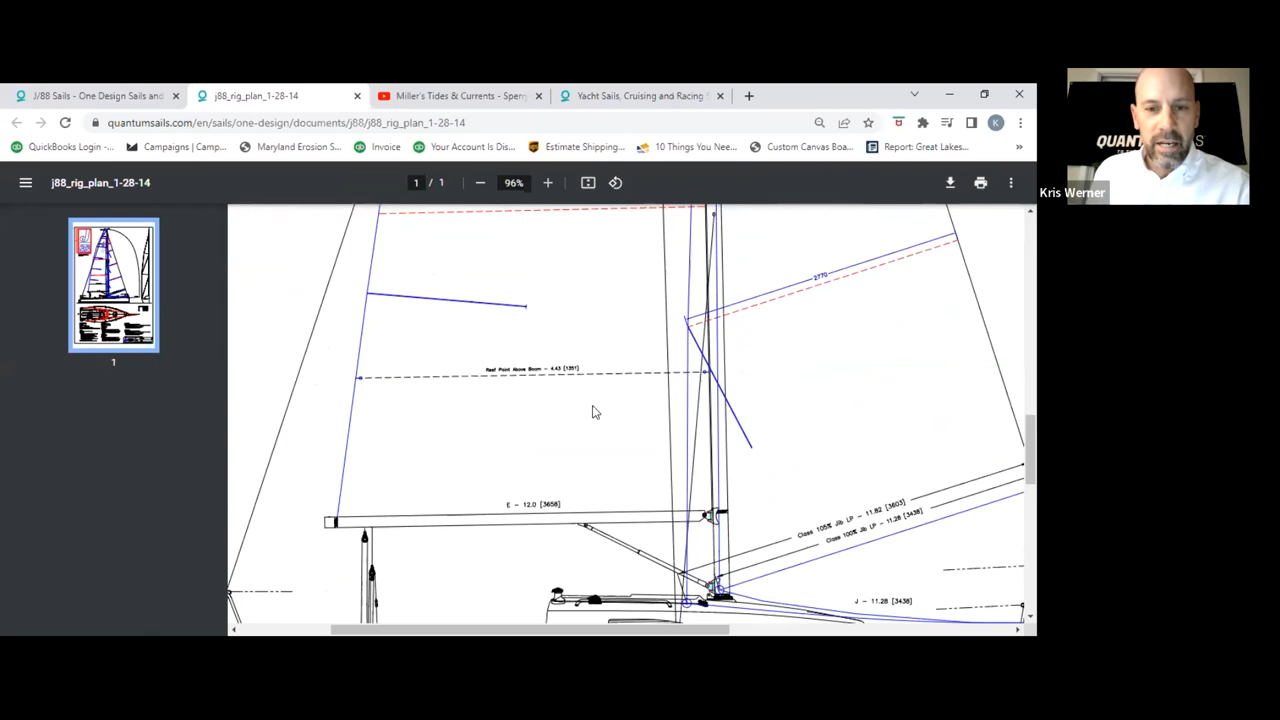 J/88 Sails - One Design Sails and
j88_rig_plan_1-28-14
Miller's Tides & Currents - Sperr
Yacht Sails, Cruising and Racing S
quantumsails.com/en/sails/one-design/documents/j88/j88_rig_plan_1-28-14
K
QuickBooks Login -...
Campaigns | Camp...
Maryland Erosion S...
Invoice
Your Account Is Dis...
Estimate Shipping...
10 Things You Nee...
Custom Canvas Boa...
Report: Great Lakes...
»
j88_rig_plan_1-28-14
1 / 1
96%
1
2770
Reef Point Above Boom - 4.43 [1351]
E - 12.0 [3658]
Class 105% Jib LP - 11.82 [3603]
Class 100% Jib LP - 11.28 [3438]
J - 11.28 [3438]
QUANT
S
Kris Werner